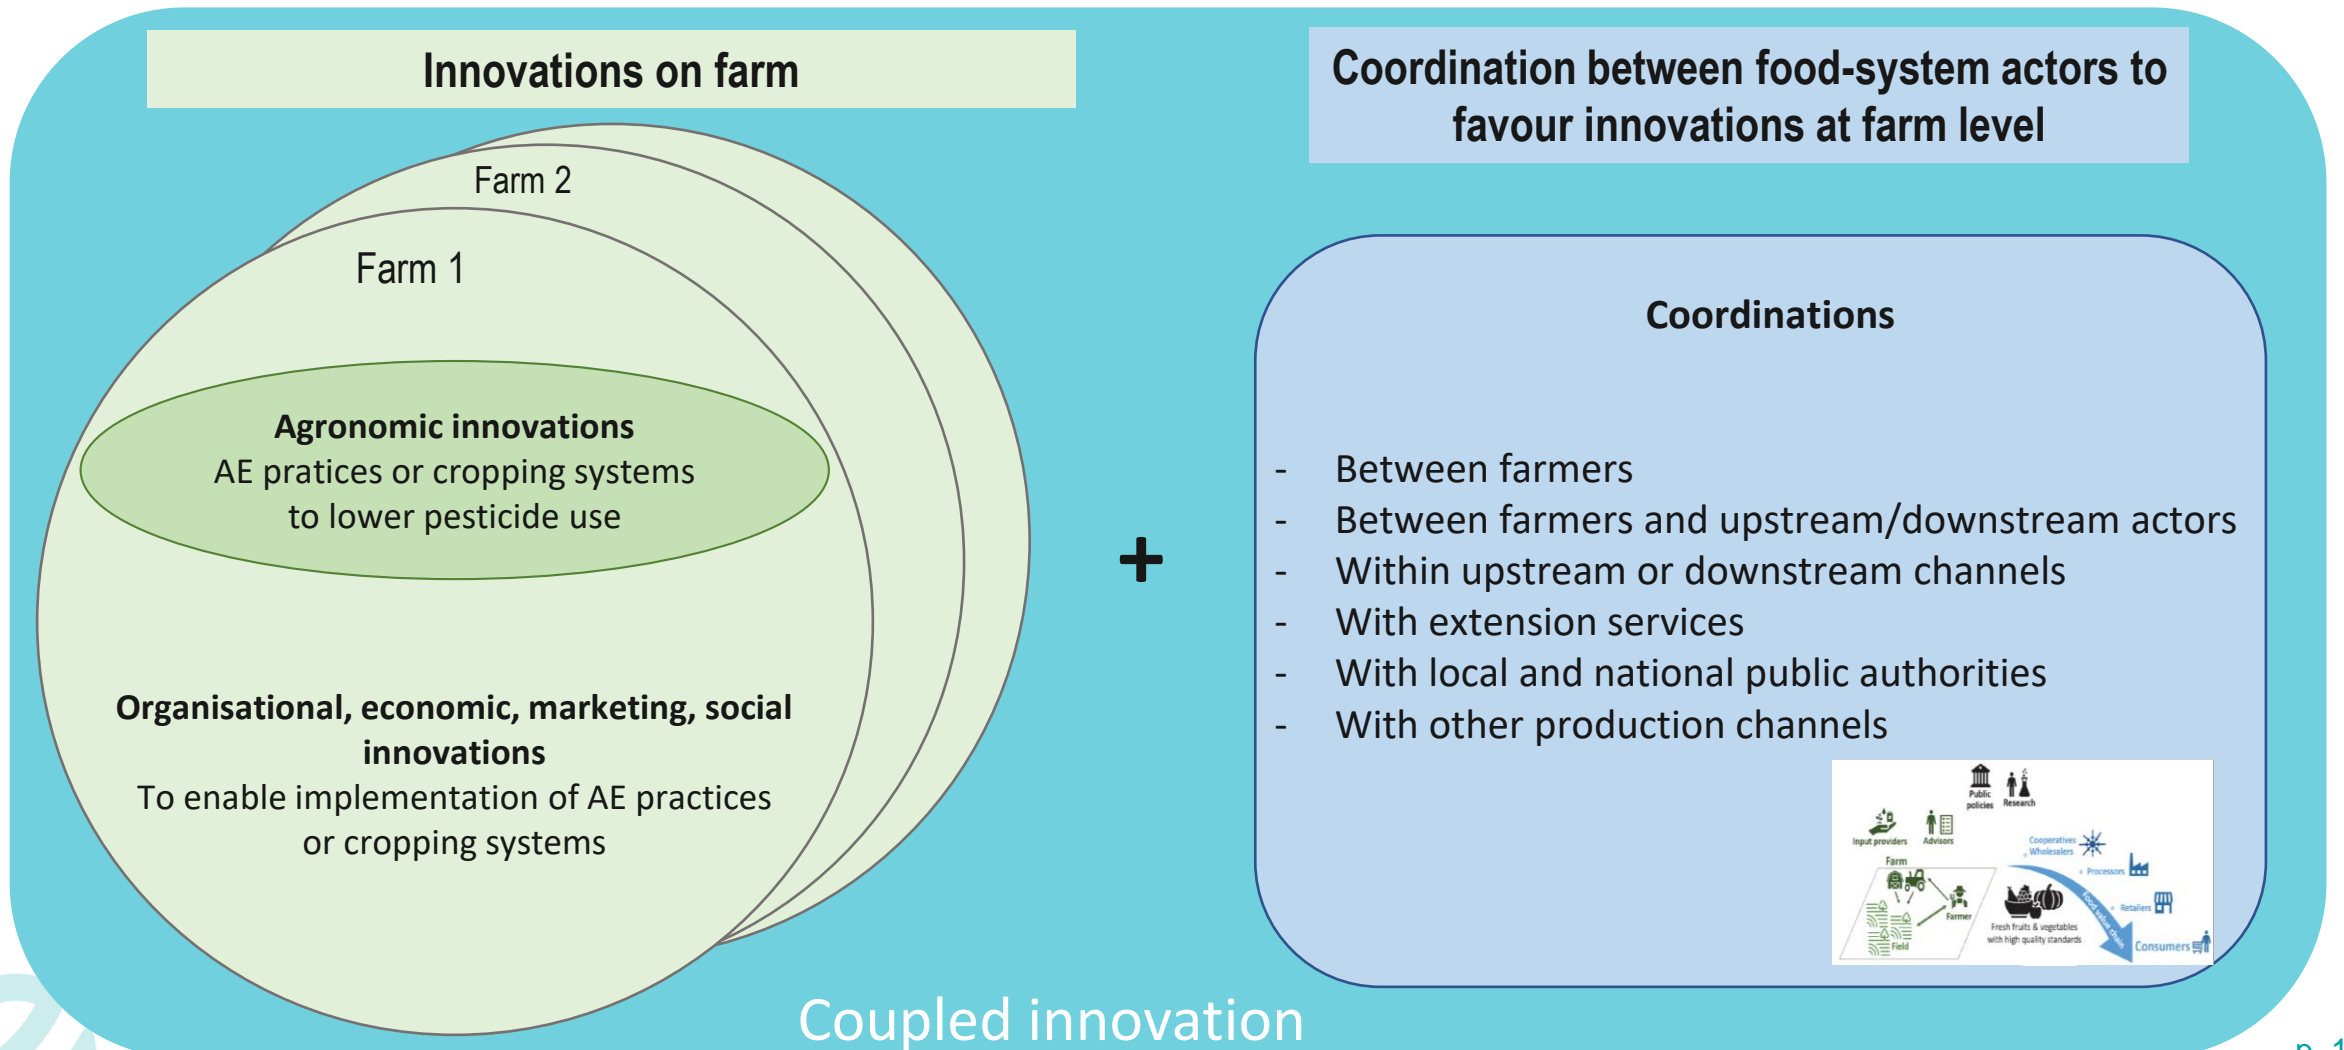 Innovations on farm
Coordination between food-system actors to
favour innovations at farm level
Farm 2
Farm 1
Agronomic innovations
AE pratices or cropping systems
to lower pesticide use
Organisational, economic, marketing, social
innovations
To enable implementation of AE practices
or cropping systems
+
Coordinations
- Between farmers
- Between farmers and upstream/downstream actors
- Within upstream or downstream channels
- With extension services
- With local and national public authorities
- With other production channels
Public
policies
Research
Input providers
Advisors
Farm
Farmer
Field
Cooperatives
Wholesalers
Processors
Retailers
Consumers
Food value chain
Fresh fruits & vegetables
with high quality standards
Coupled innovation